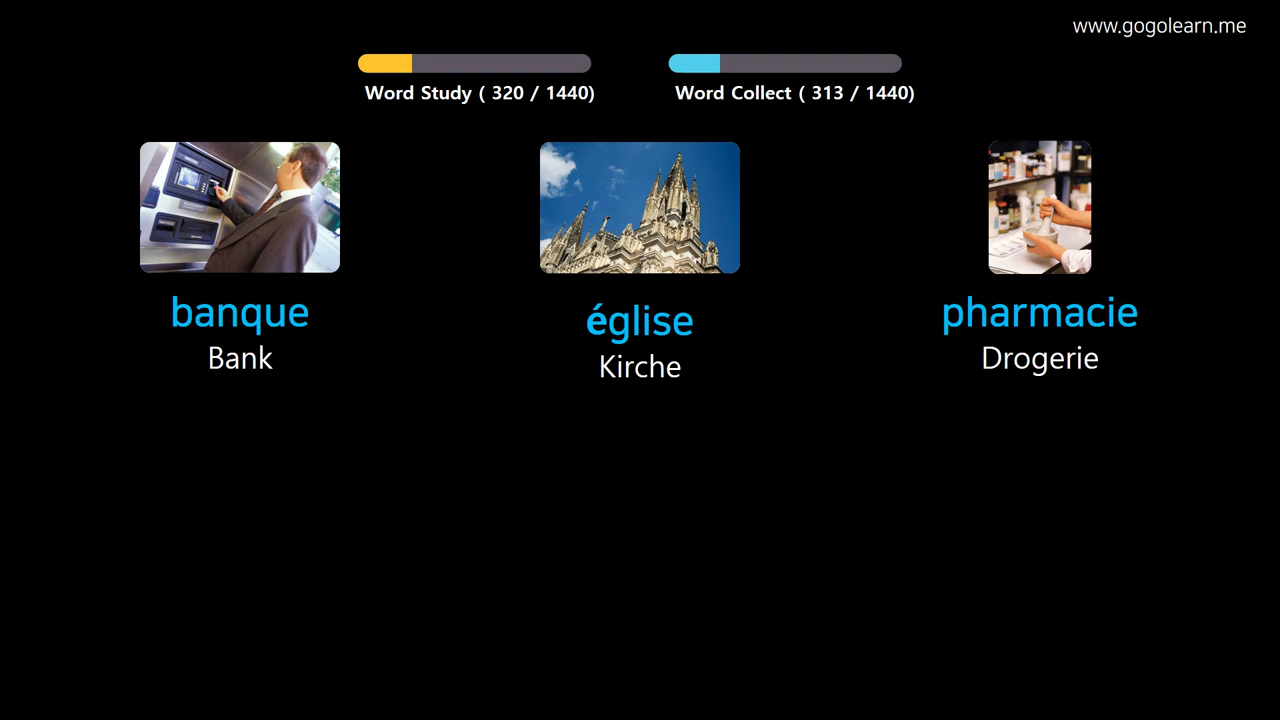 www.gogolearn.me
Word Study ( 320 / 1440)
Word Collect ( 313 / 1440)
banque
église
pharmacie
Bank
Kirche
Drogerie